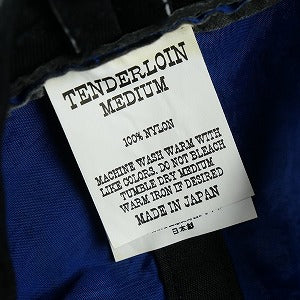 TENDERLOIN
MEDIUM
100% NYLON
MACHINE WASH WARM WITH
LIKE COLORS. DO NOT BLEACH
TUMBLE DRY MEDIUM
WARM IRON IF DESIRED
MADE IN JAPAN
日本製